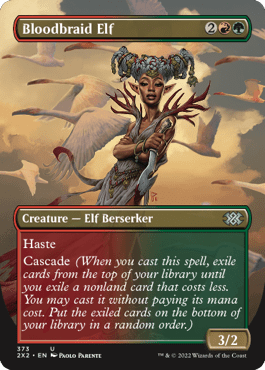 Bloodbraid Elf 2
Creature — Elf Berserker
Haste
Cascade (When you cast this spell, exile
cards from the top of your library until
you exile a nonland card that costs less.
You may cast it without paying its mana
cost. Put the exiled cards on the bottom of
your library in a random order.)
3/2
373 U
2X2 • EN Paolo Parente ™ & © 2022 Wizards of the Coast